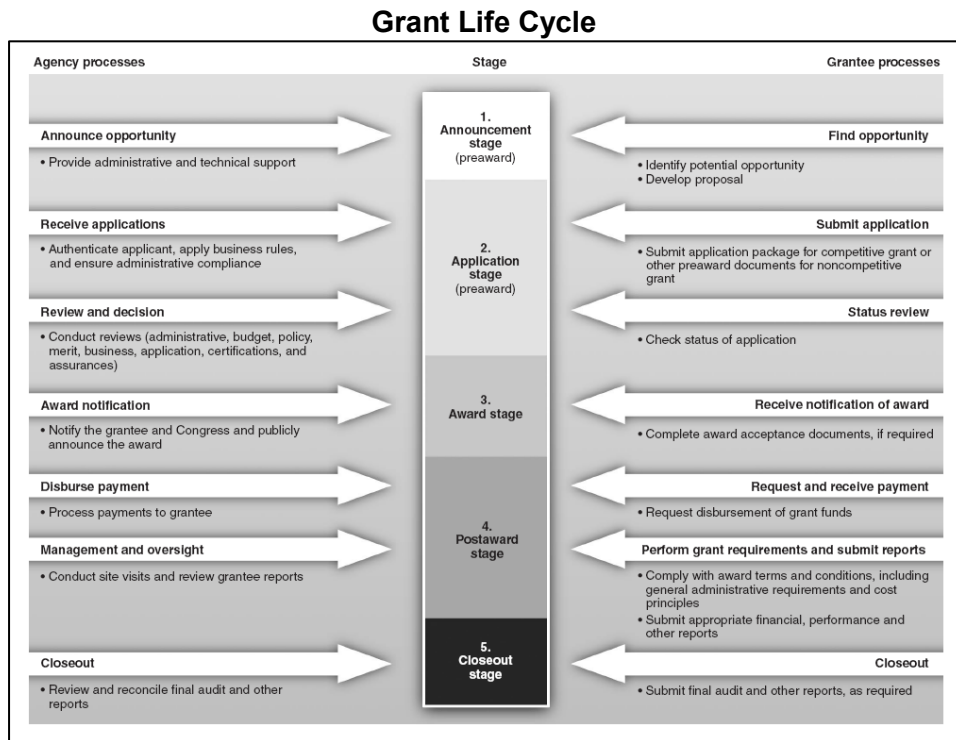 Grant Life Cycle
Agency processes
Stage
Grantee processes
1.
Announcement
stage
(preaward)
Announce opportunity
• Provide administrative and technical support
Find opportunity
• Identify potential opportunity
• Develop proposal
2.
Application
stage
(preaward)
Receive applications
• Authenticate applicant, apply business rules,
and ensure administrative compliance
Submit application
• Submit application package for competitive grant or
other preaward documents for noncompetitive
grant
Review and decision
• Conduct reviews (administrative, budget, policy,
merit, business, application, certifications, and
assurances)
Status review
• Check status of application
3.
Award stage
Award notification
• Notify the grantee and Congress and publicly
announce the award
Receive notification of award
• Complete award acceptance documents, if required
4.
Postaward
stage
Disburse payment
• Process payments to grantee
Request and receive payment
• Request disbursement of grant funds
Management and oversight
• Conduct site visits and review grantee reports
Perform grant requirements and submit reports
• Comply with award terms and conditions, including
general administrative requirements and cost
principles
• Submit appropriate financial, performance and
other reports
5.
Closeout
stage
Closeout
• Review and reconcile final audit and other
reports
Closeout
• Submit final audit and other reports, as required